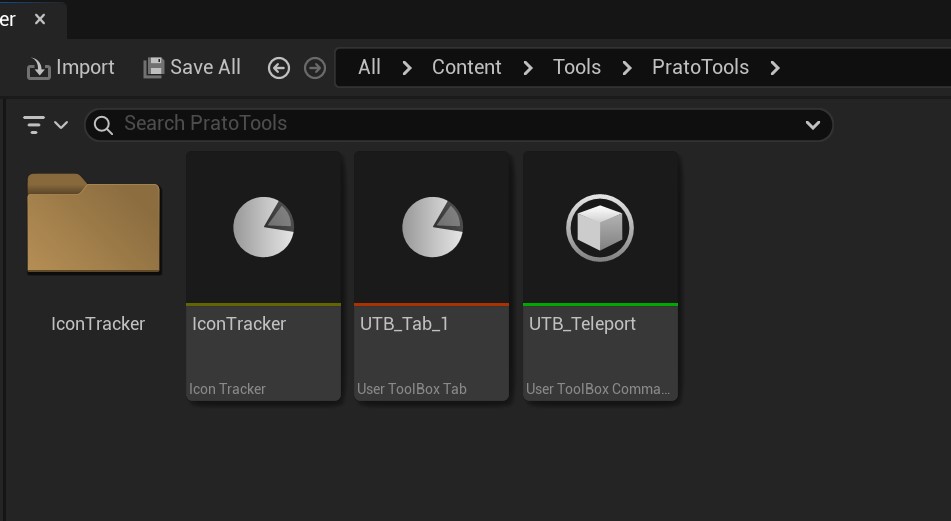 er
Import Save All All Content Tools PratoTools
Search PratoTools
IconTracker IconTracker UTB_Tab_1 UTB_Teleport
Icon Tracker User ToolBox Tab User ToolBox Comma...